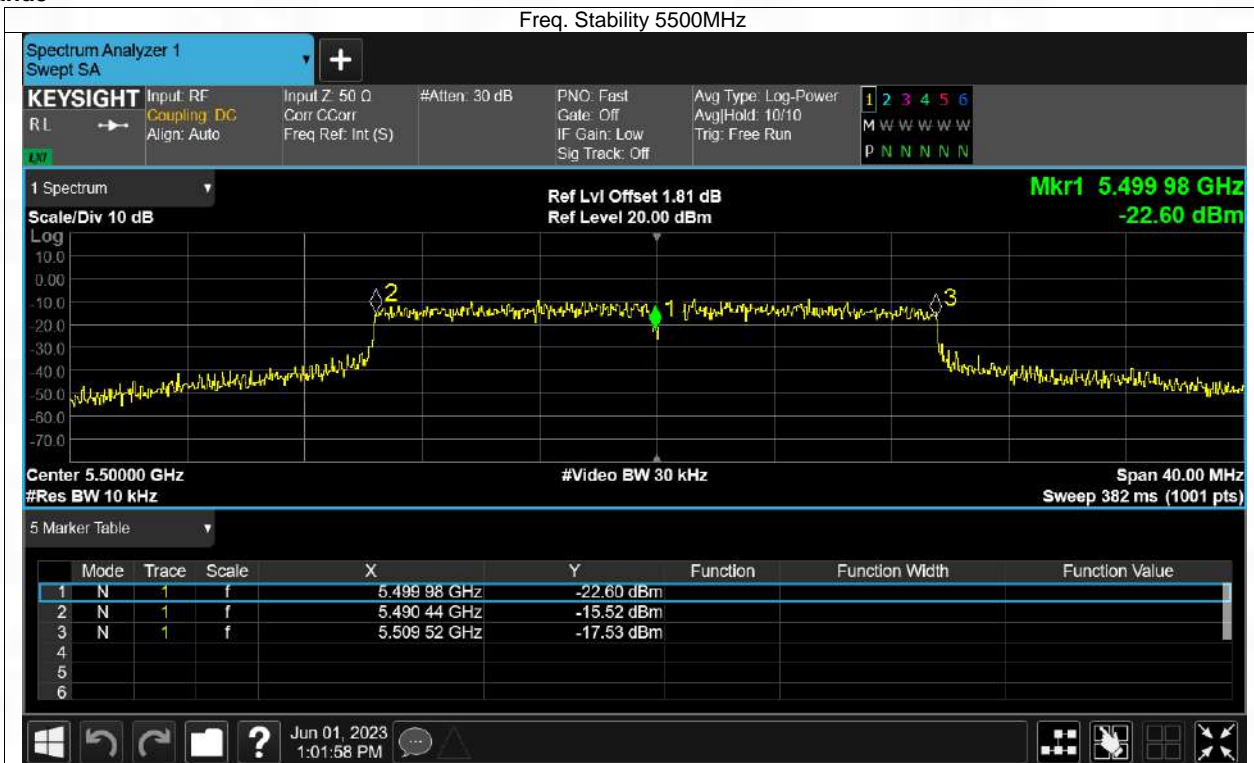 Freq. Stability 5500MHz
Spectrum Analyzer 1
Swept SA
+
KEYSIGHT
RL
LXI
Input: RF
Coupling: DC
Align: Auto
Input Z: 50 Ω
Corr CCorr
Freq Ref: Int (S)
#Atten: 30 dB
PNO: Fast
Gate: Off
IF Gain: Low
Sig Track: Off
Avg Type: Log-Power
Avg|Hold: 10/10
Trig: Free Run
1 2 3 4 5 6
M W W W W W
P N N N N N
1 Spectrum
Scale/Div 10 dB
Ref Lvl Offset 1.81 dB
Ref Level 20.00 dBm
Mkr1 5.499 98 GHz
-22.60 dBm
Log
10.0
0.00
-10.0
-20.0
-30.0
-40.0
-50.0
-60.0
-70.0
2
1
3
Center 5.50000 GHz
#Video BW 30 kHz
Span 40.00 MHz
#Res BW 10 kHz
Sweep 382 ms (1001 pts)
5 Marker Table
Mode Trace Scale X Y Function Function Width Function Value
1 N 1 f 5.499 98 GHz -22.60 dBm
2 N 1 f 5.490 44 GHz -15.52 dBm
3 N 1 f 5.509 52 GHz -17.53 dBm
4
5
6
?
Jun 01, 2023
1:01:58 PM